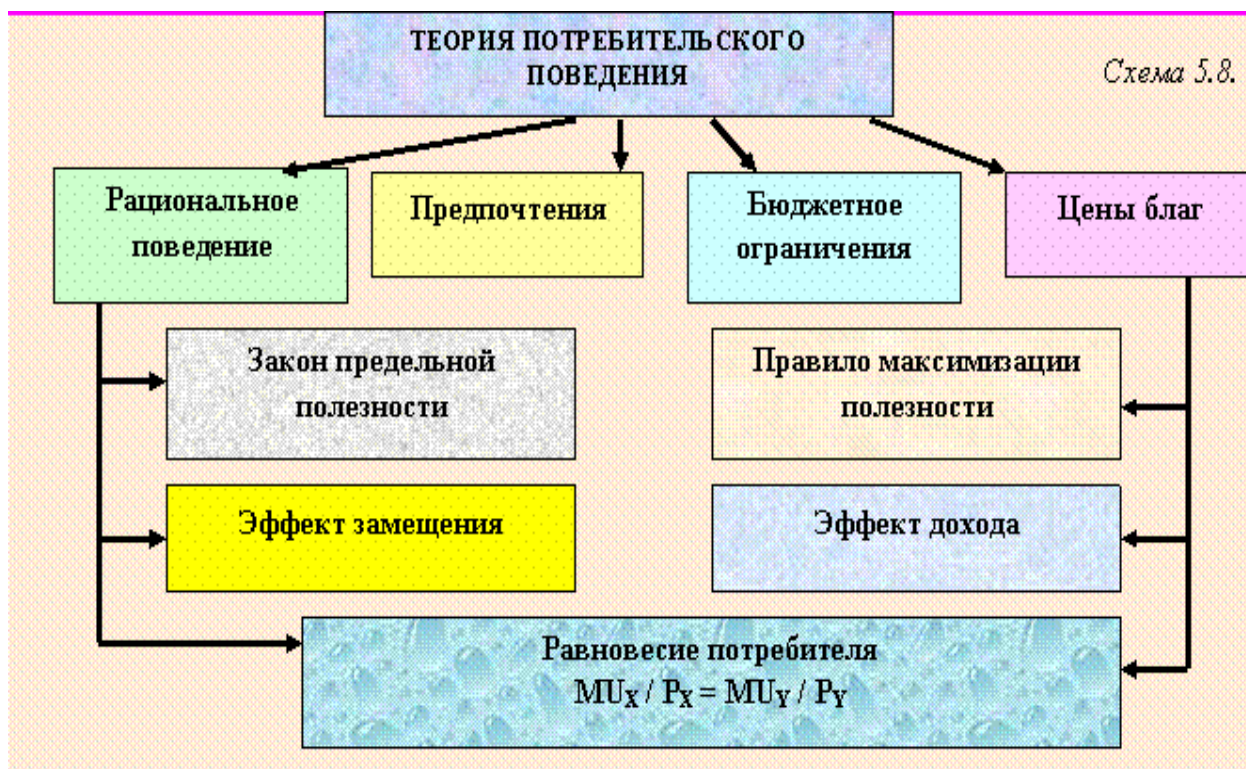 ТЕОРИЯ ПОТРЕБИТЕЛЬСКОГО
ПОВЕДЕНИЯ
Схема 5.8.
Рациональное
поведение
Предпочтения
Бюджетное
ограничения
Цены благ
Закон предельной
полезности
Правило максимизации
полезности
Эффект замещения
Эффект дохода
Равновесие потребителя
MUX / PX = MUY / PY